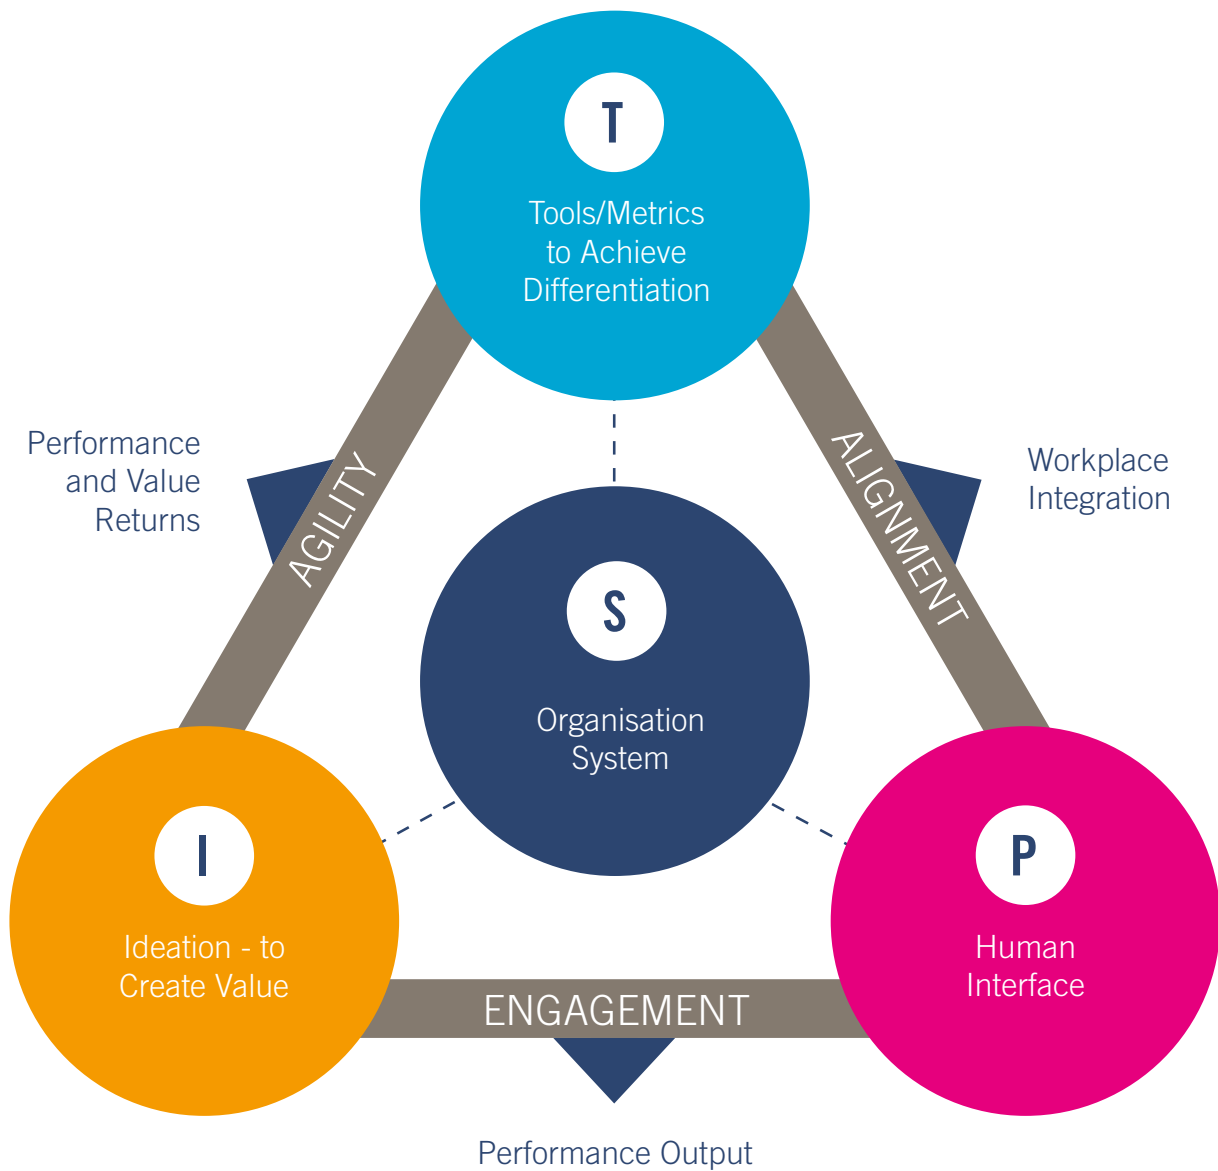 T
Tools/Metrics
to Achieve
Differentiation
Performance
and Value
Returns
AGILITY
ALIGNMENT
Workplace
Integration
S
Organisation
System
I
Ideation - to
Create Value
P
Human
Interface
ENGAGEMENT
Performance Output